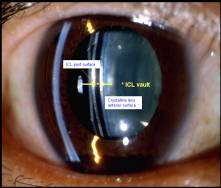 ICL post surface
* ICL vault
Crystalline lens
anterior surface